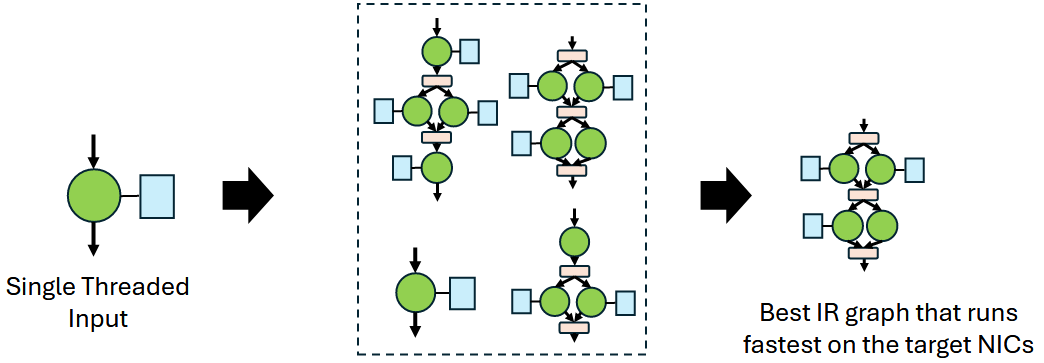 Single Threaded
Input
Best IR graph that runs
fastest on the target NICs